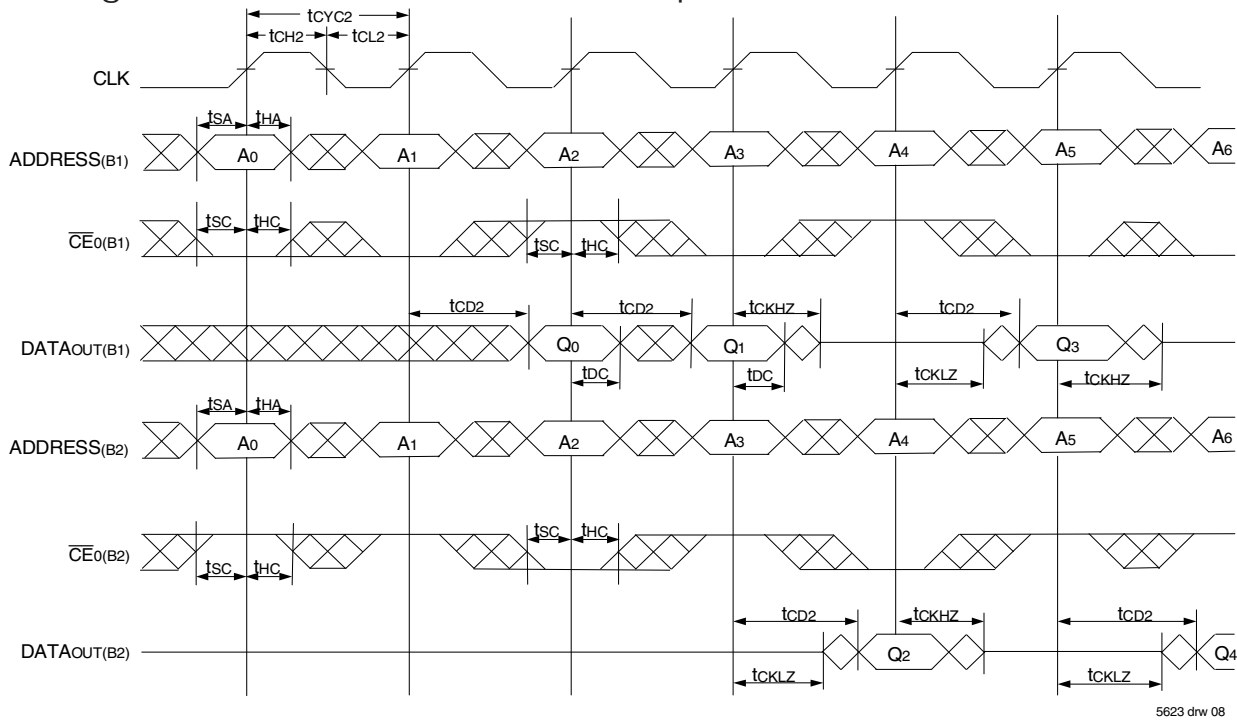 tCYC2
tCH2 tCL2
CLK
tSA tHA
ADDRESS(B1) A0 A1 A2 A3 A4 A5 A6
tSC tHC
CE0(B1)
tSC tHC
tCD2 tCD2 tCKHZ tCD2
DATAOUT(B1) Q0 Q1 Q3
tDC tDC tCKLZ tCKHZ
tSA tHA
ADDRESS(B2) A0 A1 A2 A3 A4 A5 A6
tSC tHC
CE0(B2)
tSC tHC
tCD2 tCKHZ tCD2
DATAOUT(B2) Q2 Q4
tCKLZ tCKLZ
5623 drw 08